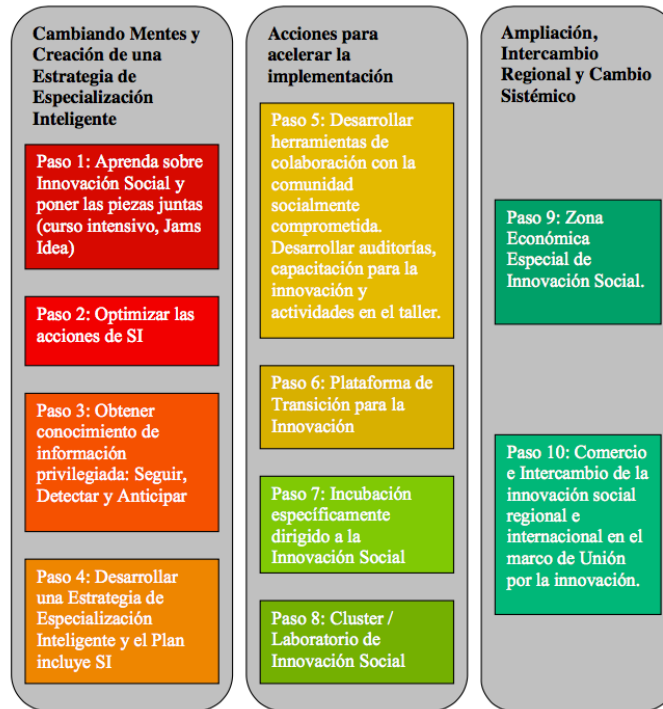 Cambiando Mentes y
Creación de una
Estrategia de
Especialización
Inteligente
Paso 1: Aprenda sobre
Innovación Social y
poner las piezas juntas
(curso intensivo, Jams
Idea)
Paso 2: Optimizar las
acciones de SI
Paso 3: Obtener
conocimiento de
información
privilegiada: Seguir,
Detectar y Anticipar
Paso 4: Desarrollar
una Estrategia de
Especialización
Inteligente y el Plan
incluye SI
Acciones para
acelerar la
implementación
Paso 5: Desarrollar
herramientas de
colaboración con la
comunidad
socialmente
comprometida.
Desarrollar auditorías,
capacitación para la
innovación y
actividades en el taller.
Paso 6: Plataforma de
Transición para la
Innovación
Paso 7: Incubación
específicamente
dirigido a la
Innovación Social
Paso 8: Cluster /
Laboratorio de
Innovación Social
Ampliación,
Intercambio
Regional y Cambio
Sistémico
Paso 9: Zona
Económica
Especial de
Innovación Social.
Paso 10: Comercio
e Intercambio de la
innovación social
regional e
internacional en el
marco de Unión
por la innovación.